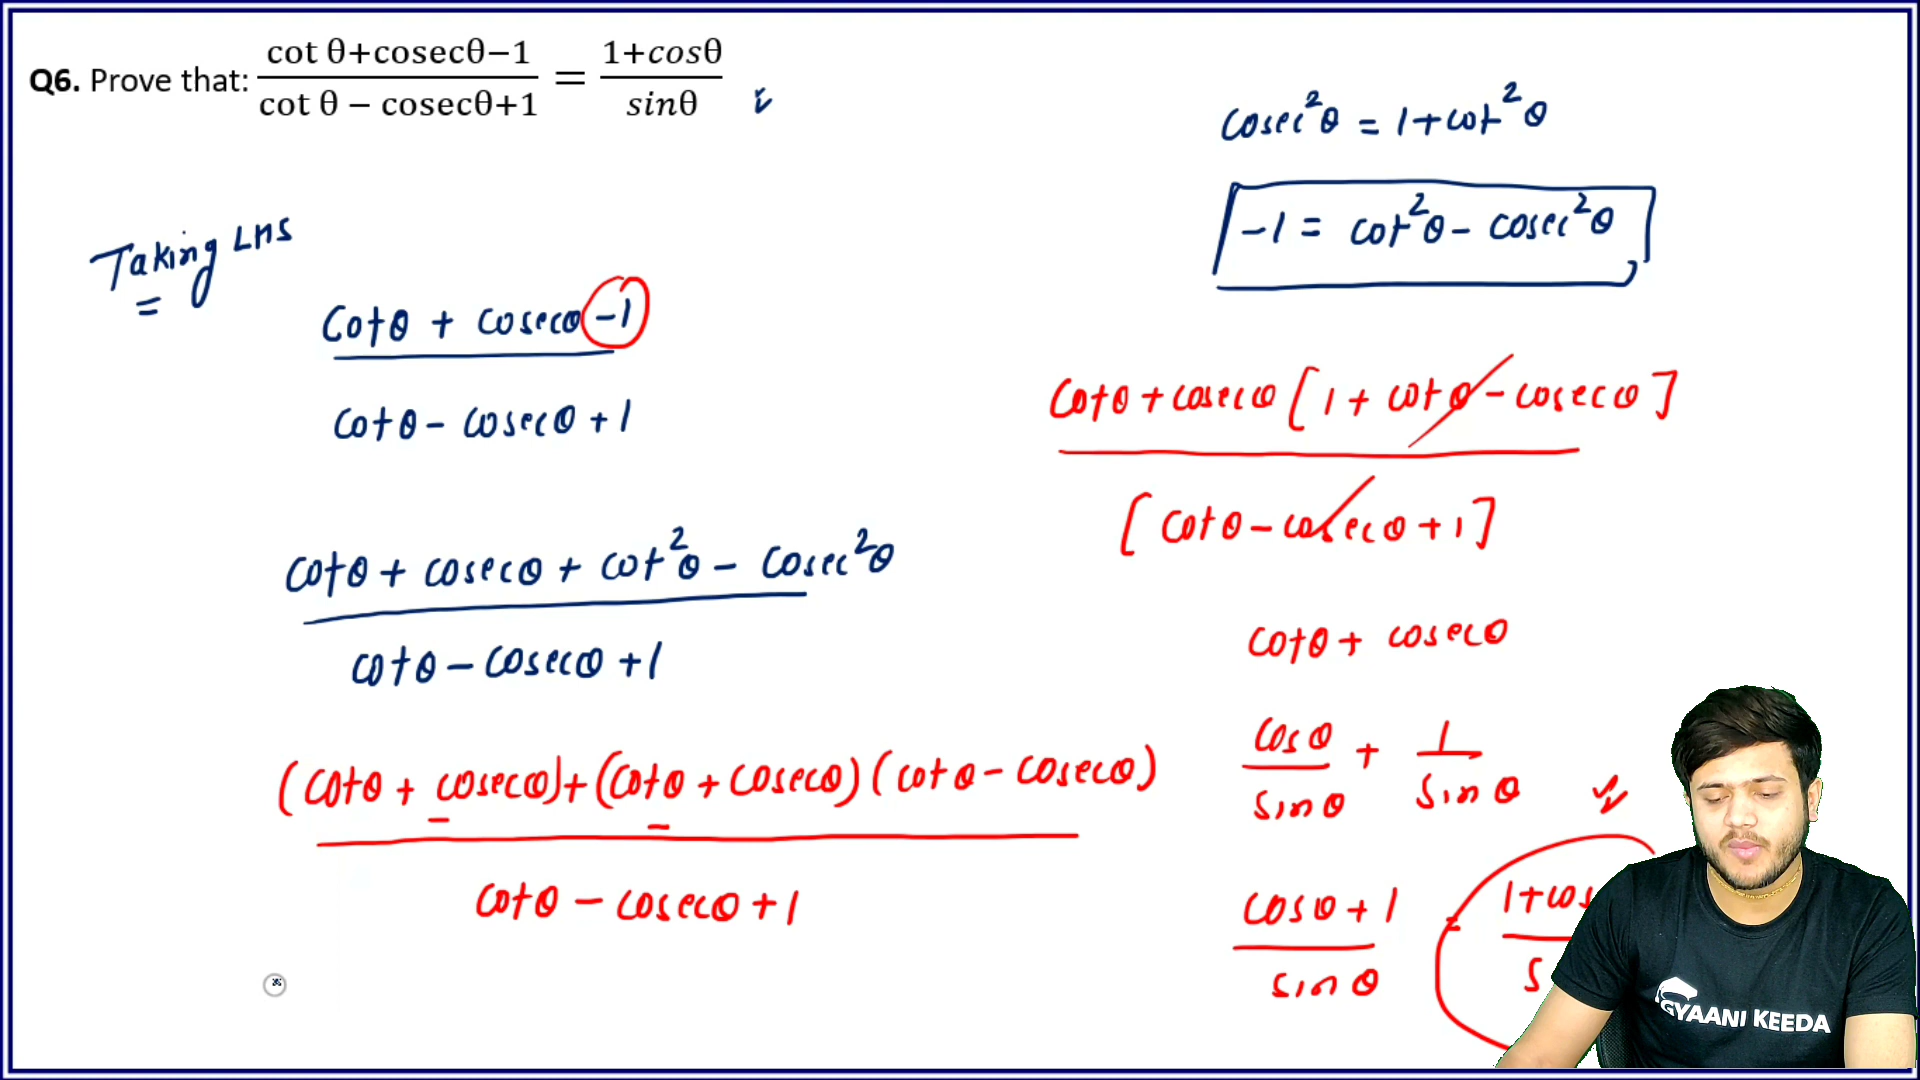 Q6. Prove that: cot θ+cosecθ−1 / cot θ − cosecθ+1 = 1+cosθ / sinθ
Taking LHS
cotθ + cosecθ −1
cotθ − cosecθ +1
cotθ + cosecθ + cot²θ − cosec²θ
cotθ − cosecθ +1
(cotθ + cosecθ)+(cotθ + cosecθ)(cotθ − cosecθ)
cotθ − cosecθ +1
cosec²θ = 1+cot²θ
−1 = cot²θ − cosec²θ
cotθ + cosecθ [1 + cotθ − cosecθ]
[cotθ − cosecθ +1]
cotθ + cosecθ
cosθ / sinθ + 1 / sinθ
cosθ +1 / sinθ = 1+cos / s
GYAANI KEEDA